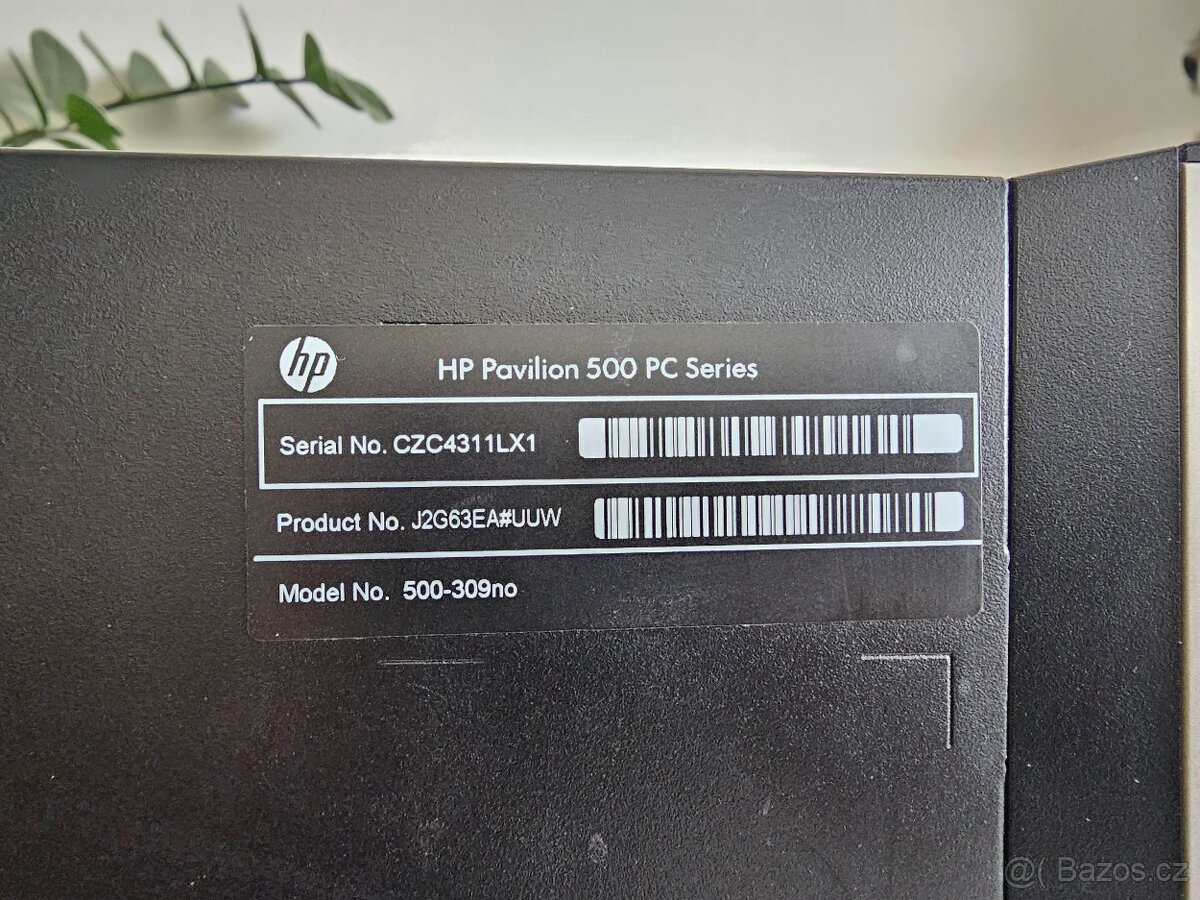 hp
HP Pavilion 500 PC Series
Serial No. CZC4311LX1
Product No. J2G63EA#UUW
Model No. 500-309no
@( Bazos.cz